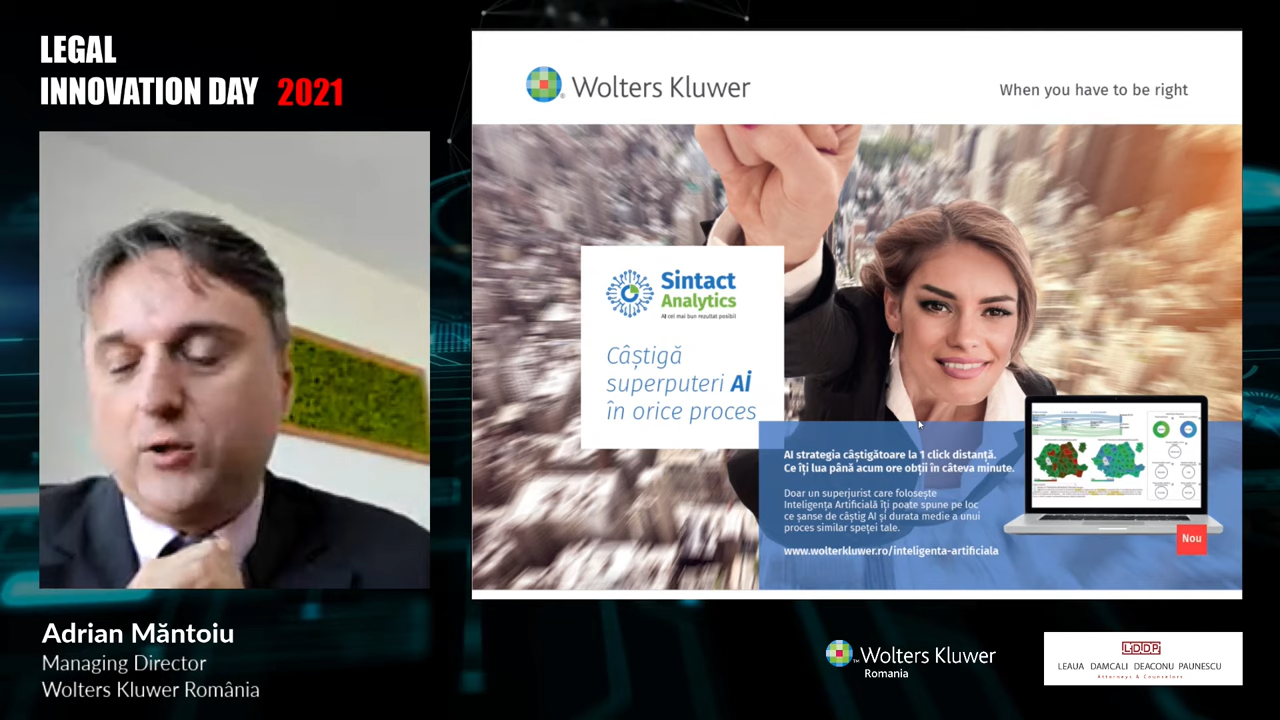 LEGAL
INNOVATION DAY 2021
Wolters Kluwer
When you have to be right
Sintact
Analytics
AI cel mai bun rezultat posibil
Câștigă
superputeri AI
în orice proces
AI strategia câștigătoare la 1 click distanță.
Ce îți lua până acum ore obții în câteva minute.
Doar un superjurist care folosește
Inteligența Artificială îți poate spune pe loc
ce șanse de câștig AI și durata medie a unui
proces similar speței tale.
www.wolterkluwer.ro/inteligenta-artificiala
Nou
Adrian Măntoiu
Managing Director
Wolters Kluwer România
Wolters Kluwer
Romania
LDDP
LEAUA DAMCALI DEACONU PAUNESCU
Attorneys & Counselors